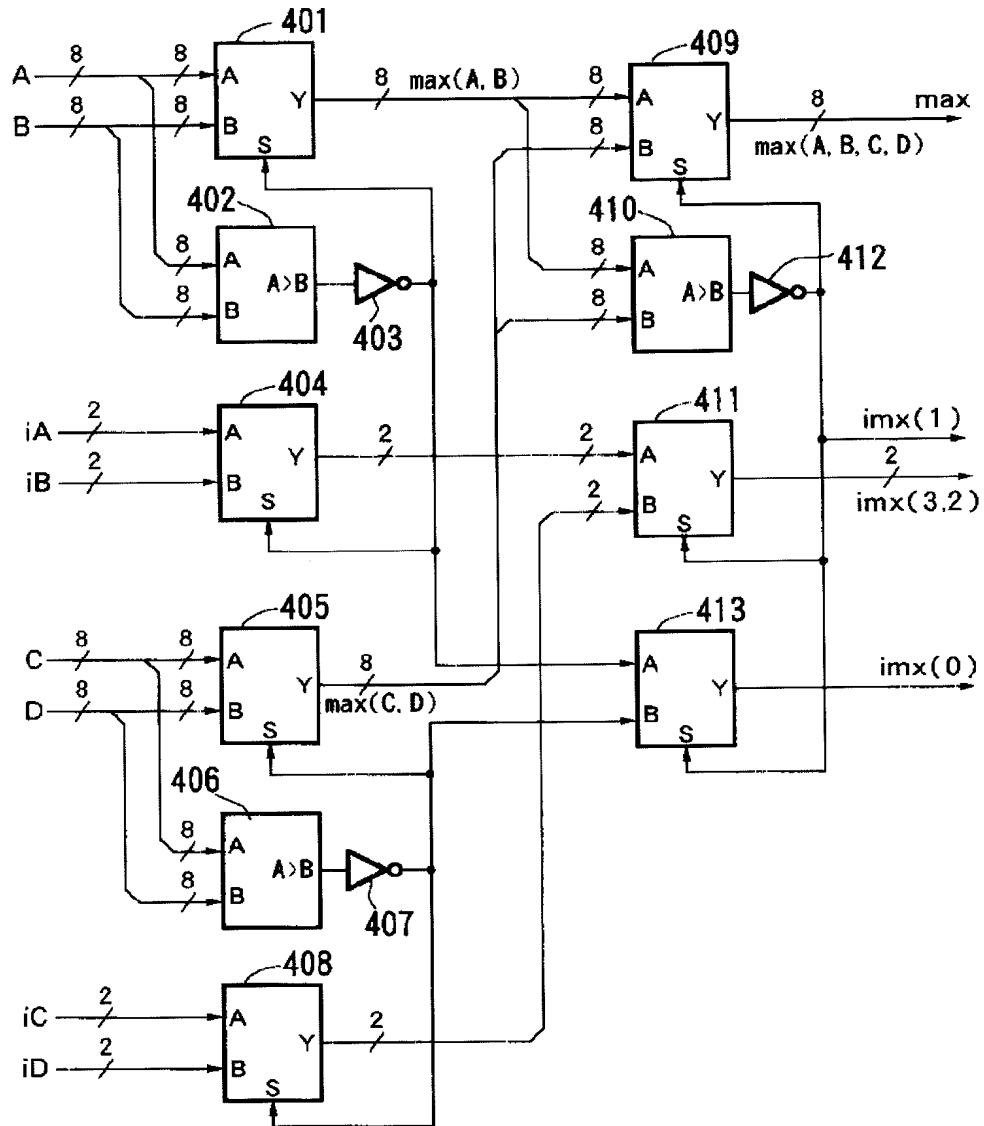 401
A 8 8 A
B 8 8 B
Y
S
8 max(A, B)
402
8 A
8 B
A>B
403
404
iA 2 A
iB 2 B
Y
S
2
405
C 8 8 A
D 8 8 B
Y
S
8
max(C, D)
406
8 A
8 B
A>B
407
408
iC 2 A
iD 2 B
Y
S
2
409
8 A
8 B
Y
S
8 max
max(A, B, C, D)
410
8 A
8 B
A>B
412
411
2 A
2 B
Y
S
imx(1)
2
imx(3,2)
413
A
B
Y
S
imx(0)